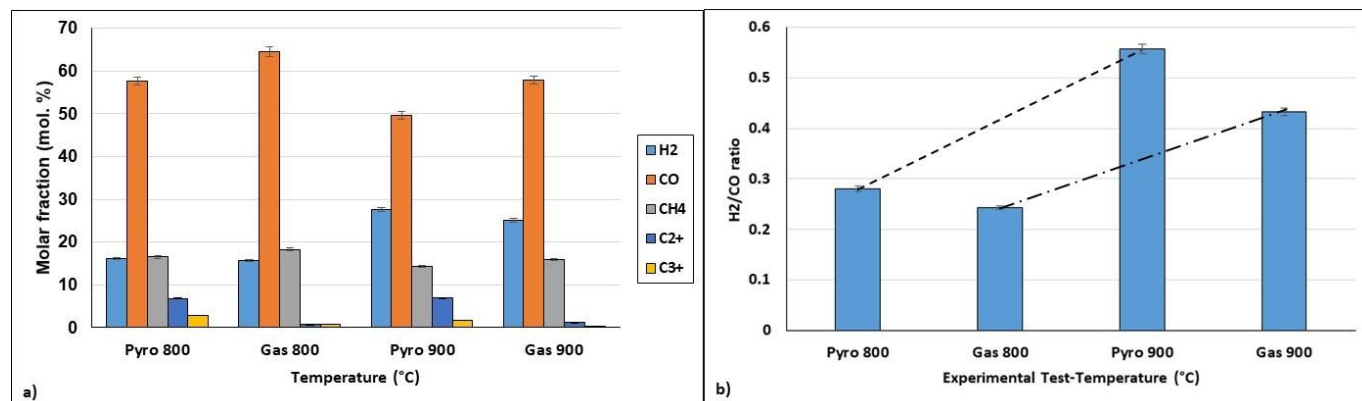 70
60
50
40
30
20
10
0
Molar fraction (mol. %)
Pyro 800 Gas 800 Pyro 900 Gas 900
Temperature (°C)
a)
H2
CO
CH4
C2+
C3+
0.6
0.5
0.4
0.3
0.2
0.1
0
H2/CO ratio
Pyro 800 Gas 800 Pyro 900 Gas 900
Experimental Test-Temperature (°C)
b)